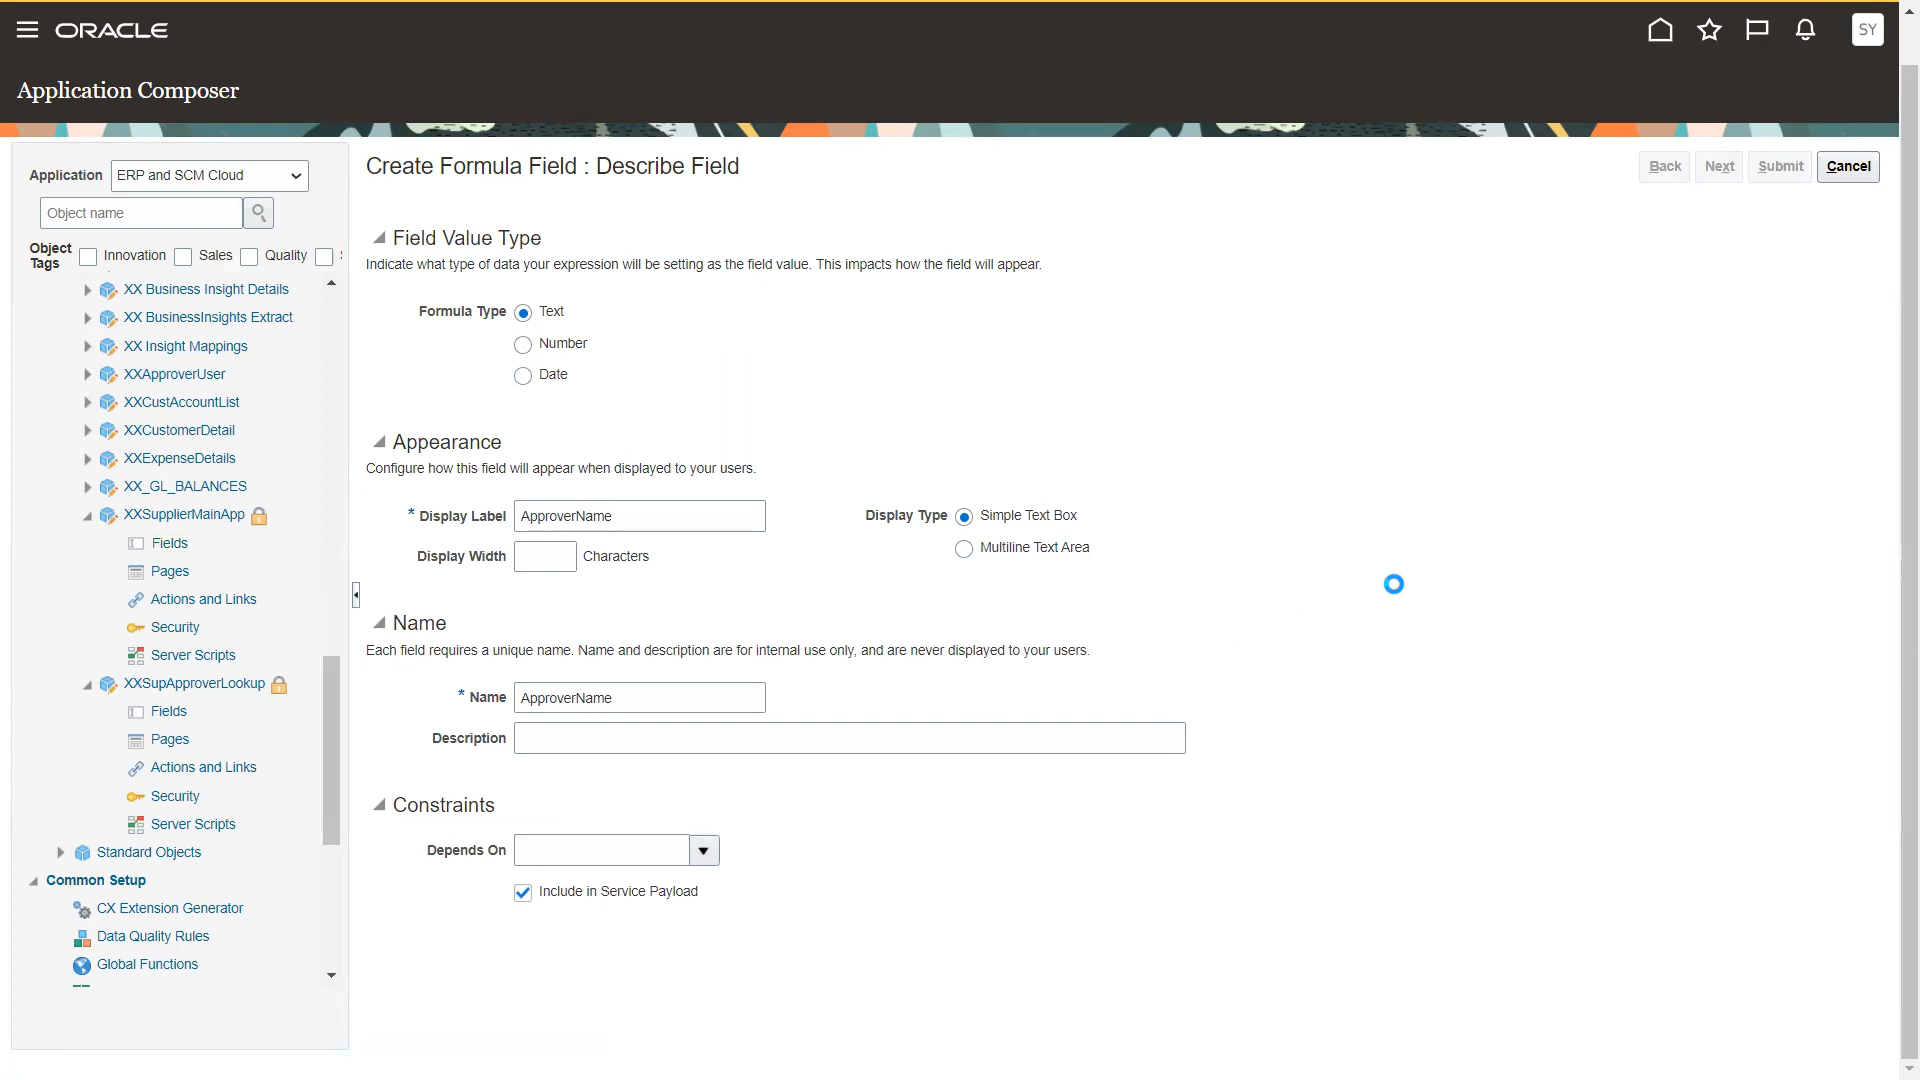 ORACLE
SY
Application Composer
Application ERP and SCM Cloud
Object name
Object Tags Innovation Sales Quality
XX Business Insight Details
XX BusinessInsights Extract
XX Insight Mappings
XXApproverUser
XXCustAccountList
XXCustomerDetail
XXExpenseDetails
XX_GL_BALANCES
XXSupplierMainApp
Fields
Pages
Actions and Links
Security
Server Scripts
XXSupApproverLookup
Fields
Pages
Actions and Links
Security
Server Scripts
Standard Objects
Common Setup
CX Extension Generator
Data Quality Rules
Global Functions
Create Formula Field : Describe Field
Back Next Submit Cancel
Field Value Type
Indicate what type of data your expression will be setting as the field value. This impacts how the field will appear.
Formula Type Text
Number
Date
Appearance
Configure how this field will appear when displayed to your users.
* Display Label ApproverName
Display Width Characters
Display Type Simple Text Box
Multiline Text Area
Name
Each field requires a unique name. Name and description are for internal use only, and are never displayed to your users.
* Name ApproverName
Description
Constraints
Depends On
Include in Service Payload